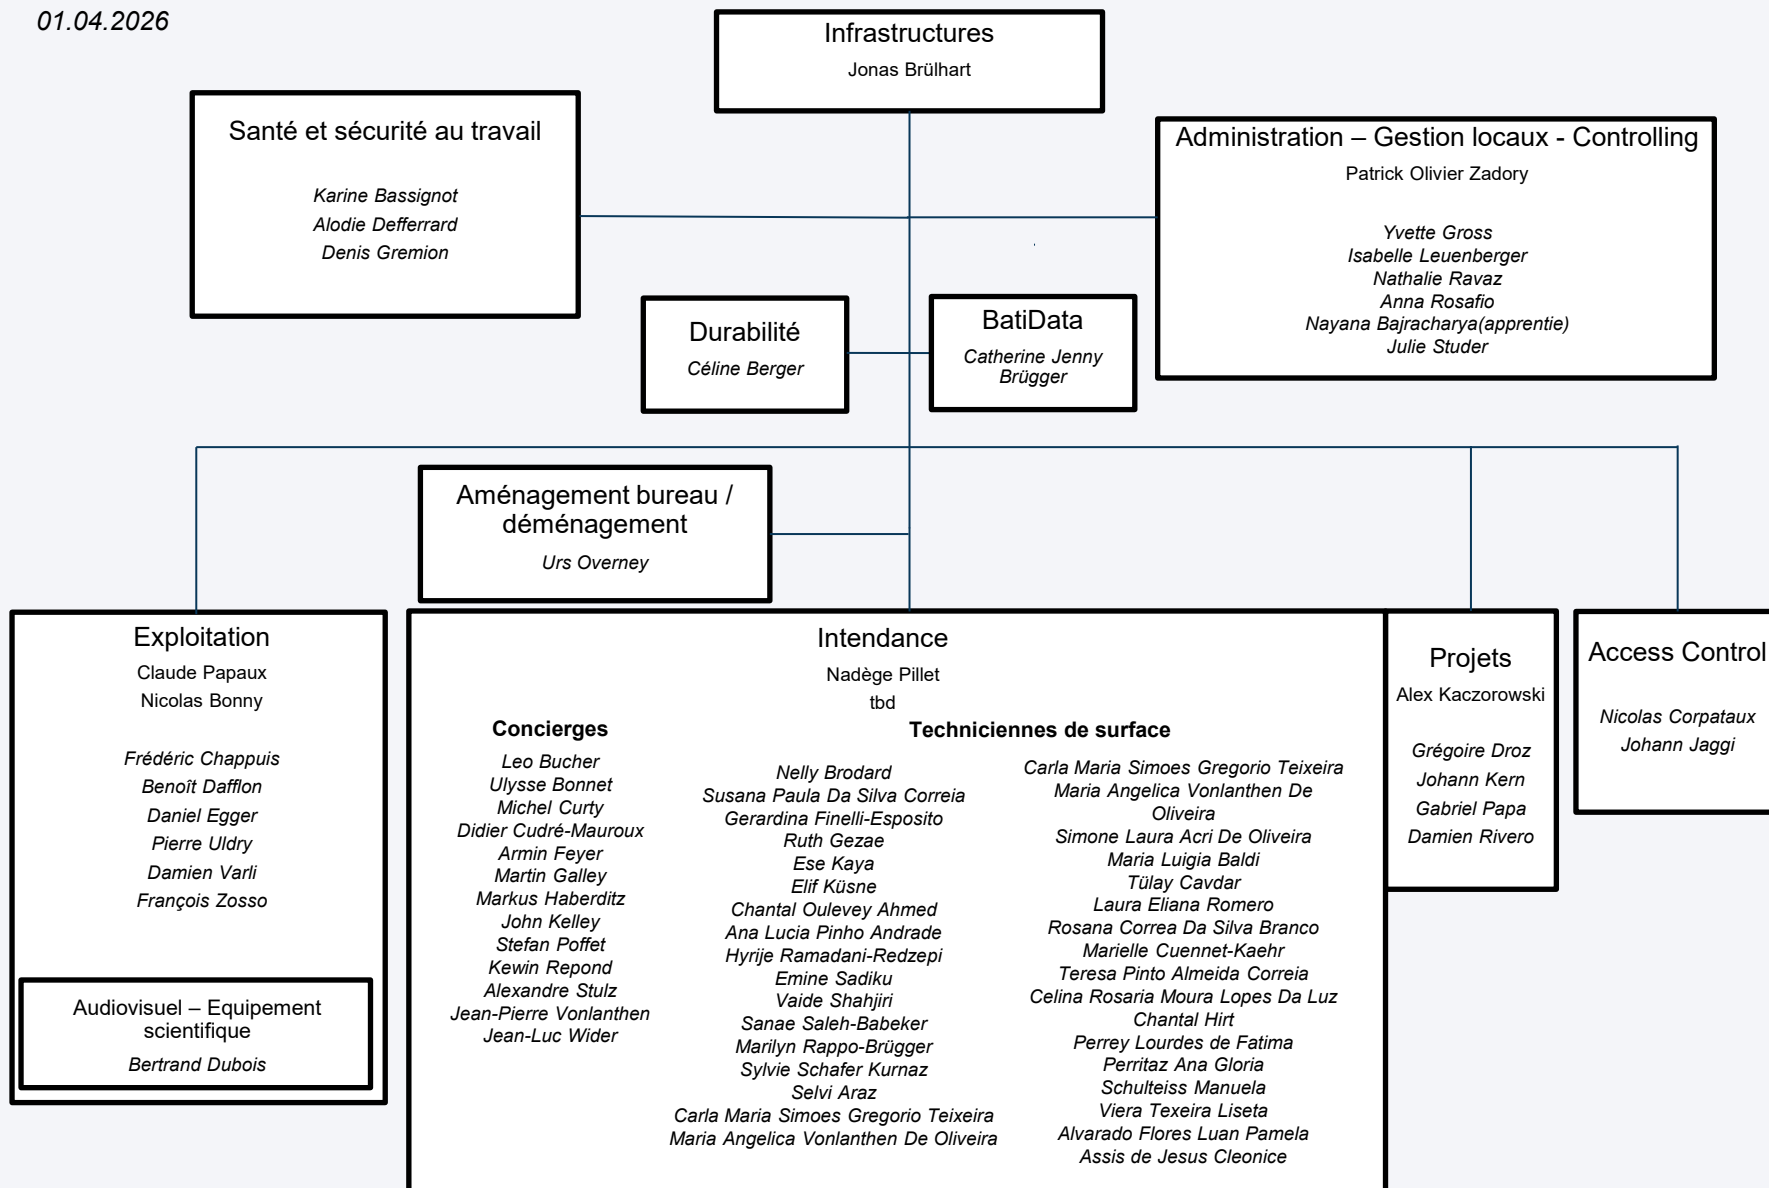 01.04.2026
Infrastructures
Jonas Brülhart
Santé et sécurité au travail
Karine Bassignot
Alodie Defferrard
Denis Gremion
Administration – Gestion locaux - Controlling
Patrick Olivier Zadory
Yvette Gross
Isabelle Leuenberger
Nathalie Ravaz
Anna Rosafio
Nayana Bajracharya(apprentie)
Julie Studer
Durabilité
Céline Berger
BatiData
Catherine Jenny
Brügger
Aménagement bureau /
déménagement
Urs Overney
Exploitation
Claude Papaux
Nicolas Bonny
Frédéric Chappuis
Benoît Dafflon
Daniel Egger
Pierre Uldry
Damien Varli
François Zosso
Audiovisuel – Equipement
scientifique
Bertrand Dubois
Intendance
Nadège Pillet
tbd
Concierges
Leo Bucher
Ulysse Bonnet
Michel Curty
Didier Cudré-Mauroux
Armin Feyer
Martin Galley
Markus Haberditz
John Kelley
Stefan Poffet
Kewin Repond
Alexandre Stulz
Jean-Pierre Vonlanthen
Jean-Luc Wider
Techniciennes de surface
Nelly Brodard
Susana Paula Da Silva Correia
Gerardina Finelli-Esposito
Ruth Gezae
Ese Kaya
Elif Küsne
Chantal Oulevey Ahmed
Ana Lucia Pinho Andrade
Hyrije Ramadani-Redzepi
Emine Sadiku
Vaide Shahjiri
Sanae Saleh-Babeker
Marilyn Rappo-Brügger
Sylvie Schafer Kurnaz
Selvi Araz
Carla Maria Simoes Gregorio Teixeira
Maria Angelica Vonlanthen De Oliveira
Carla Maria Simoes Gregorio Teixeira
Maria Angelica Vonlanthen De
Oliveira
Simone Laura Acri De Oliveira
Maria Luigia Baldi
Tülay Cavdar
Laura Eliana Romero
Rosana Correa Da Silva Branco
Marielle Cuennet-Kaehr
Teresa Pinto Almeida Correia
Celina Rosaria Moura Lopes Da Luz
Chantal Hirt
Perrey Lourdes de Fatima
Perritaz Ana Gloria
Schulteiss Manuela
Viera Texeira Liseta
Alvarado Flores Luan Pamela
Assis de Jesus Cleonice
Projets
Alex Kaczorowski
Grégoire Droz
Johann Kern
Gabriel Papa
Damien Rivero
Access Control
Nicolas Corpataux
Johann Jaggi